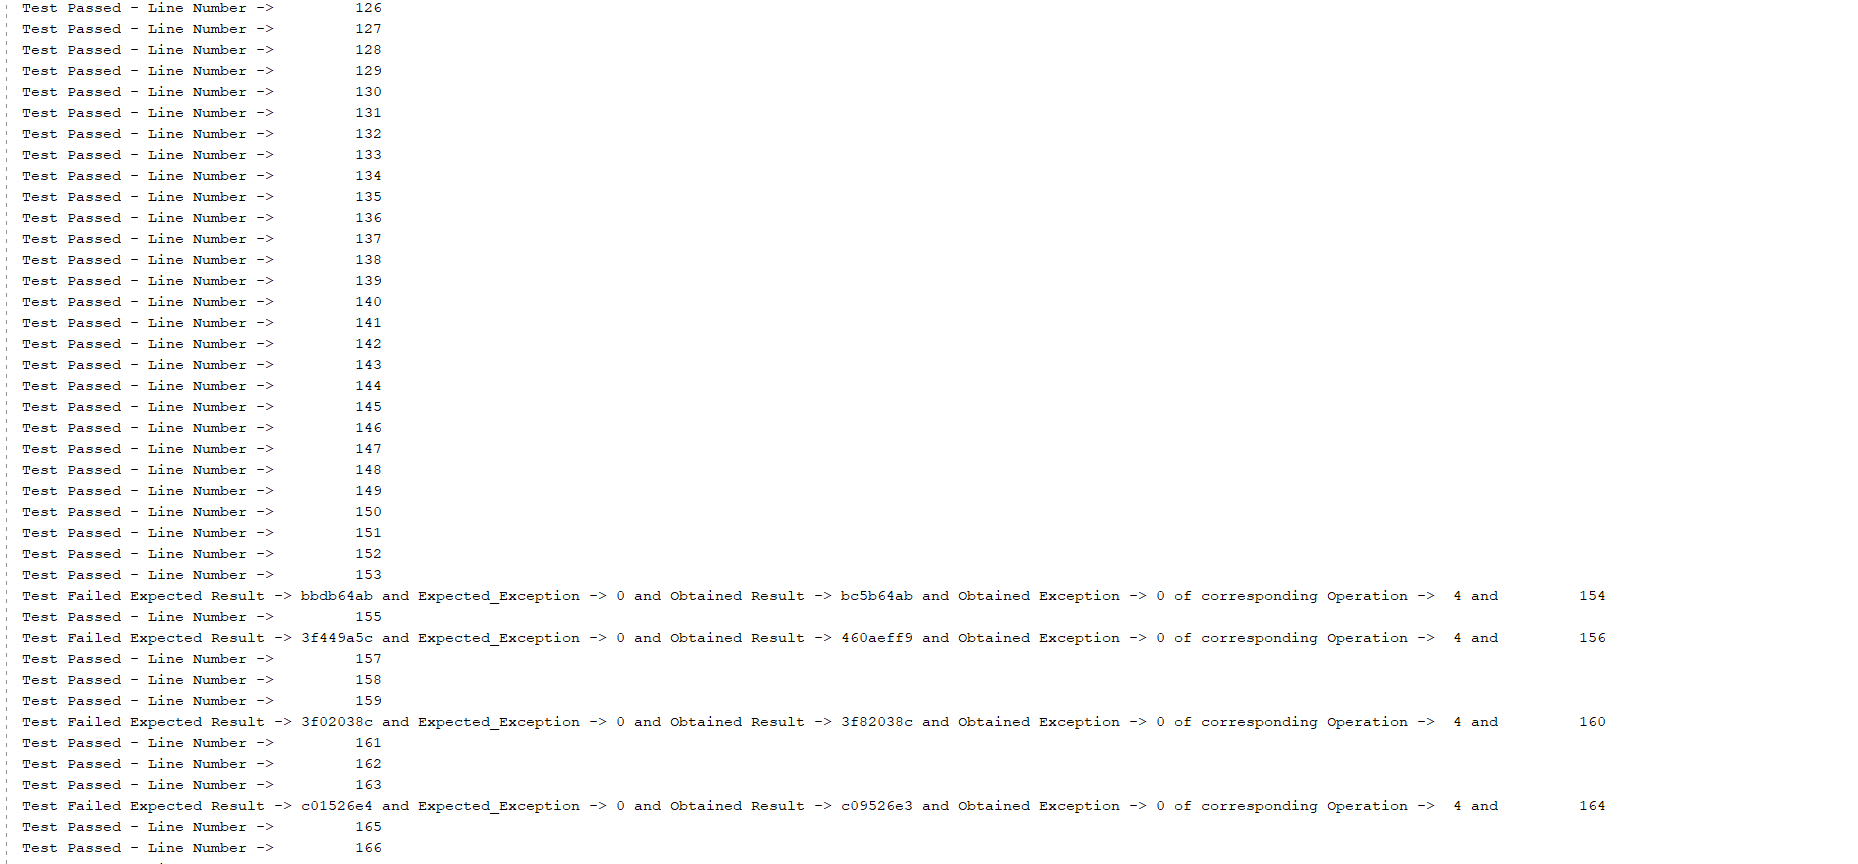 Test Passed - Line Number -> 126
Test Passed - Line Number -> 127
Test Passed - Line Number -> 128
Test Passed - Line Number -> 129
Test Passed - Line Number -> 130
Test Passed - Line Number -> 131
Test Passed - Line Number -> 132
Test Passed - Line Number -> 133
Test Passed - Line Number -> 134
Test Passed - Line Number -> 135
Test Passed - Line Number -> 136
Test Passed - Line Number -> 137
Test Passed - Line Number -> 138
Test Passed - Line Number -> 139
Test Passed - Line Number -> 140
Test Passed - Line Number -> 141
Test Passed - Line Number -> 142
Test Passed - Line Number -> 143
Test Passed - Line Number -> 144
Test Passed - Line Number -> 145
Test Passed - Line Number -> 146
Test Passed - Line Number -> 147
Test Passed - Line Number -> 148
Test Passed - Line Number -> 149
Test Passed - Line Number -> 150
Test Passed - Line Number -> 151
Test Passed - Line Number -> 152
Test Passed - Line Number -> 153
Test Failed Expected Result -> bbdb64ab and Expected_Exception -> 0 and Obtained Result -> bc5b64ab and Obtained Exception -> 0 of corresponding Operation -> 4 and 154
Test Passed - Line Number -> 155
Test Failed Expected Result -> 3f449a5c and Expected_Exception -> 0 and Obtained Result -> 460aeff9 and Obtained Exception -> 0 of corresponding Operation -> 4 and 156
Test Passed - Line Number -> 157
Test Passed - Line Number -> 158
Test Passed - Line Number -> 159
Test Failed Expected Result -> 3f02038c and Expected_Exception -> 0 and Obtained Result -> 3f82038c and Obtained Exception -> 0 of corresponding Operation -> 4 and 160
Test Passed - Line Number -> 161
Test Passed - Line Number -> 162
Test Passed - Line Number -> 163
Test Failed Expected Result -> c01526e4 and Expected_Exception -> 0 and Obtained Result -> c09526e3 and Obtained Exception -> 0 of corresponding Operation -> 4 and 164
Test Passed - Line Number -> 165
Test Passed - Line Number -> 166